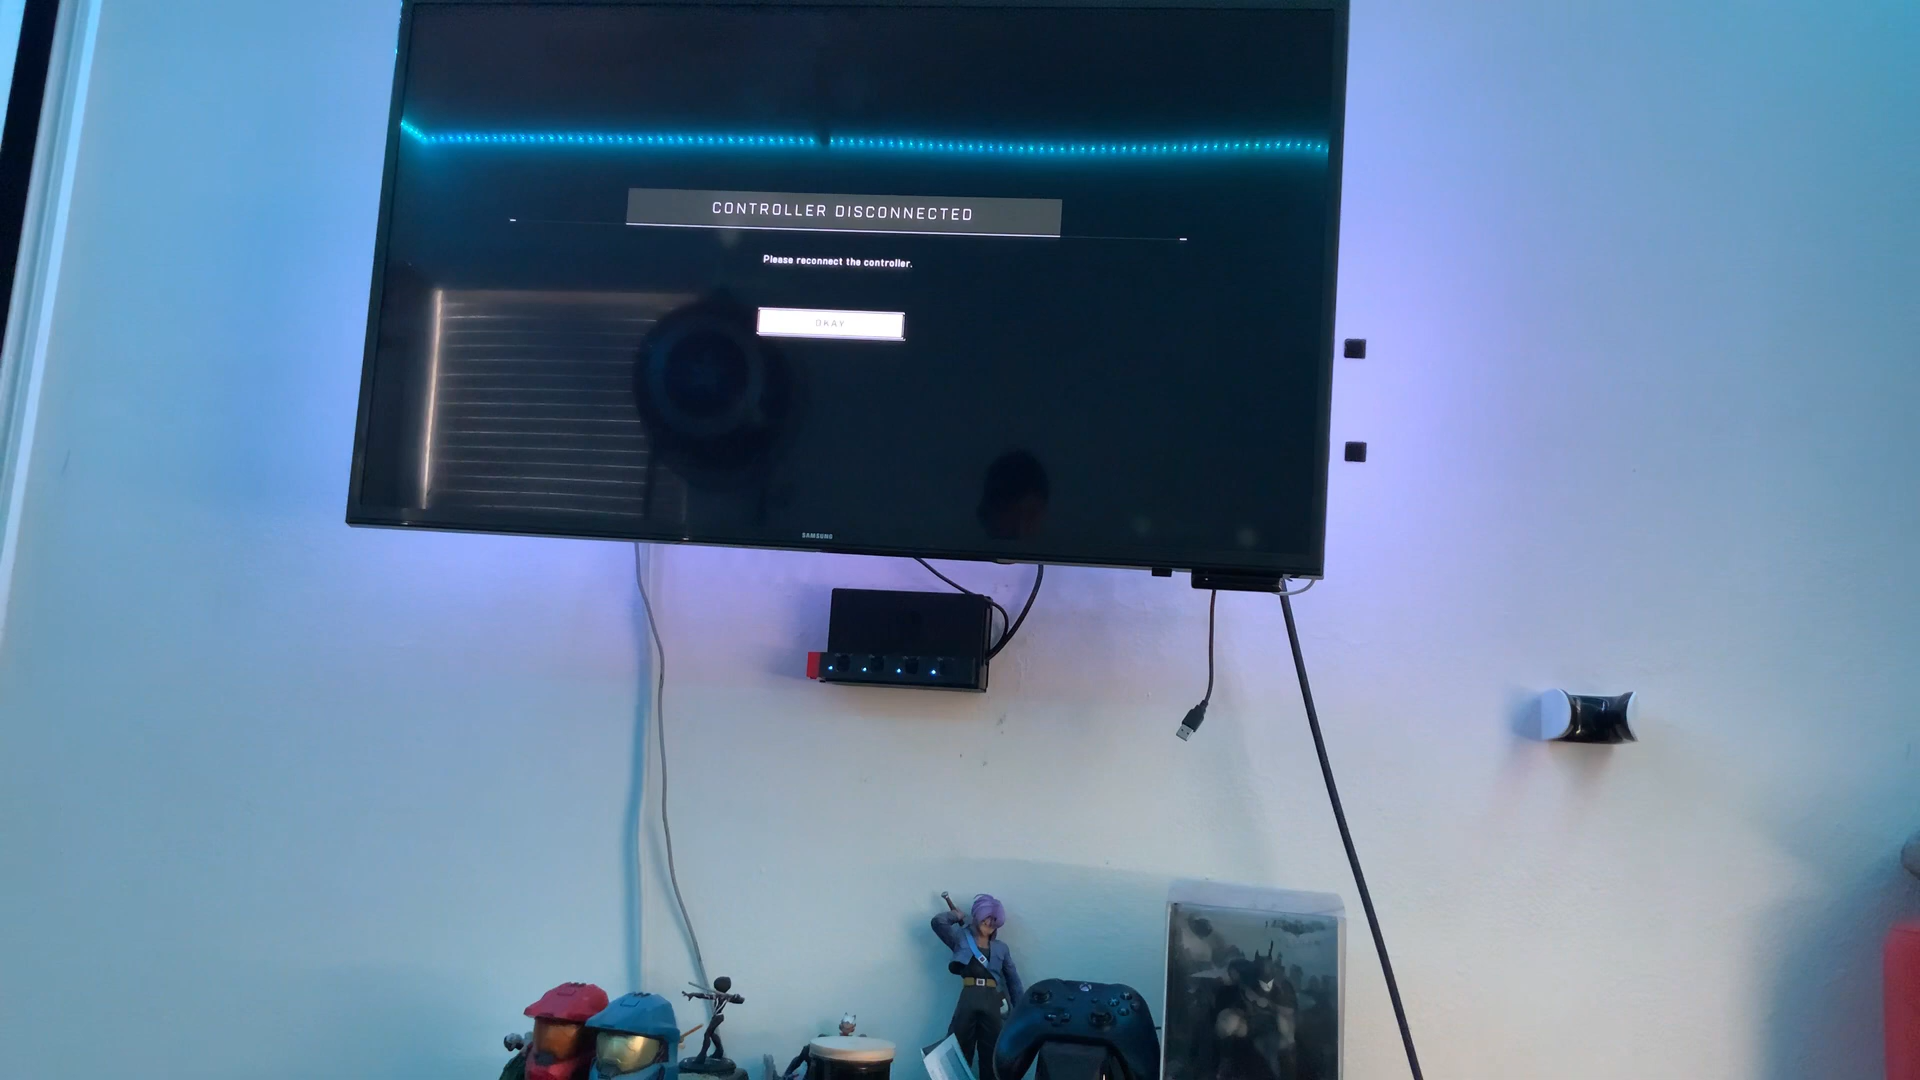 CONTROLLER DISCONNECTED
Please reconnect the controller.
OKAY
SAMSUNG